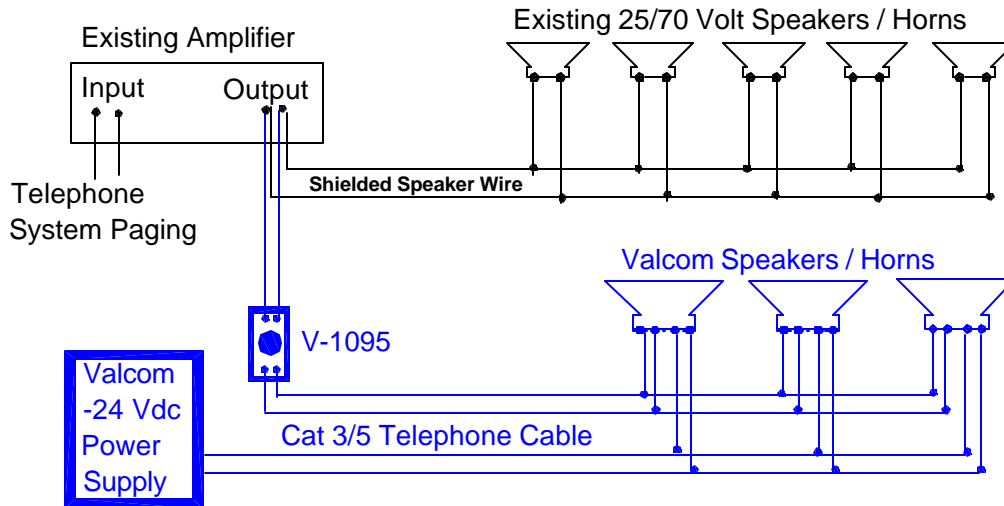 Existing 25/70 Volt Speakers / Horns
Existing Amplifier
Input
Output
Telephone
System Paging
Shielded Speaker Wire
Valcom Speakers / Horns
V-1095
Valcom
-24 Vdc
Power
Supply
Cat 3/5 Telephone Cable